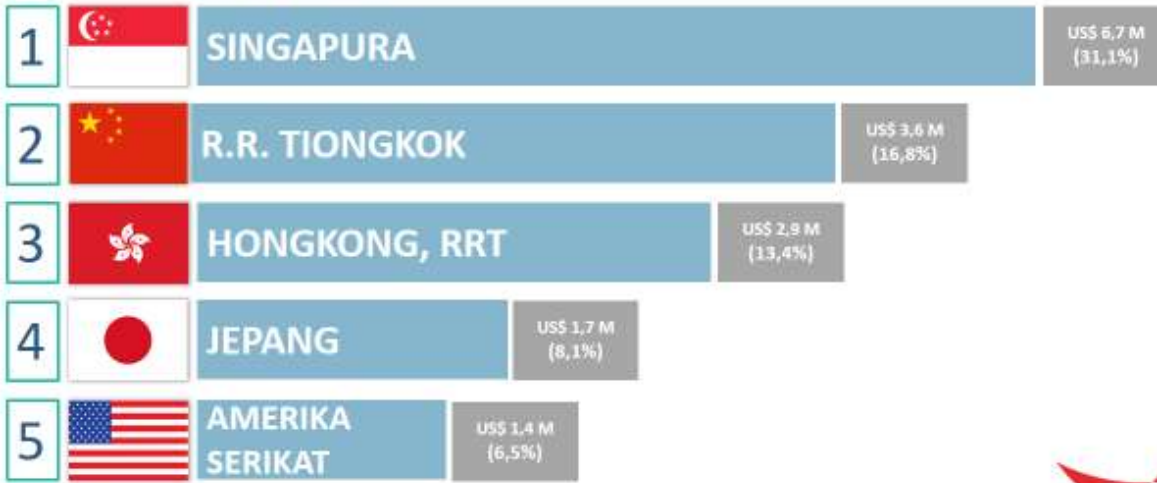 1
SINGAPURA
US$ 6,7 M
(31,1%)
2
R.R. TIONGKOK
US$ 3,6 M
(16,8%)
3
HONGKONG, RRT
US$ 2,9 M
(13,4%)
4
JEPANG
US$ 1,7 M
(8,1%)
5
AMERIKA
SERIKAT
US$ 1,4 M
(6,5%)